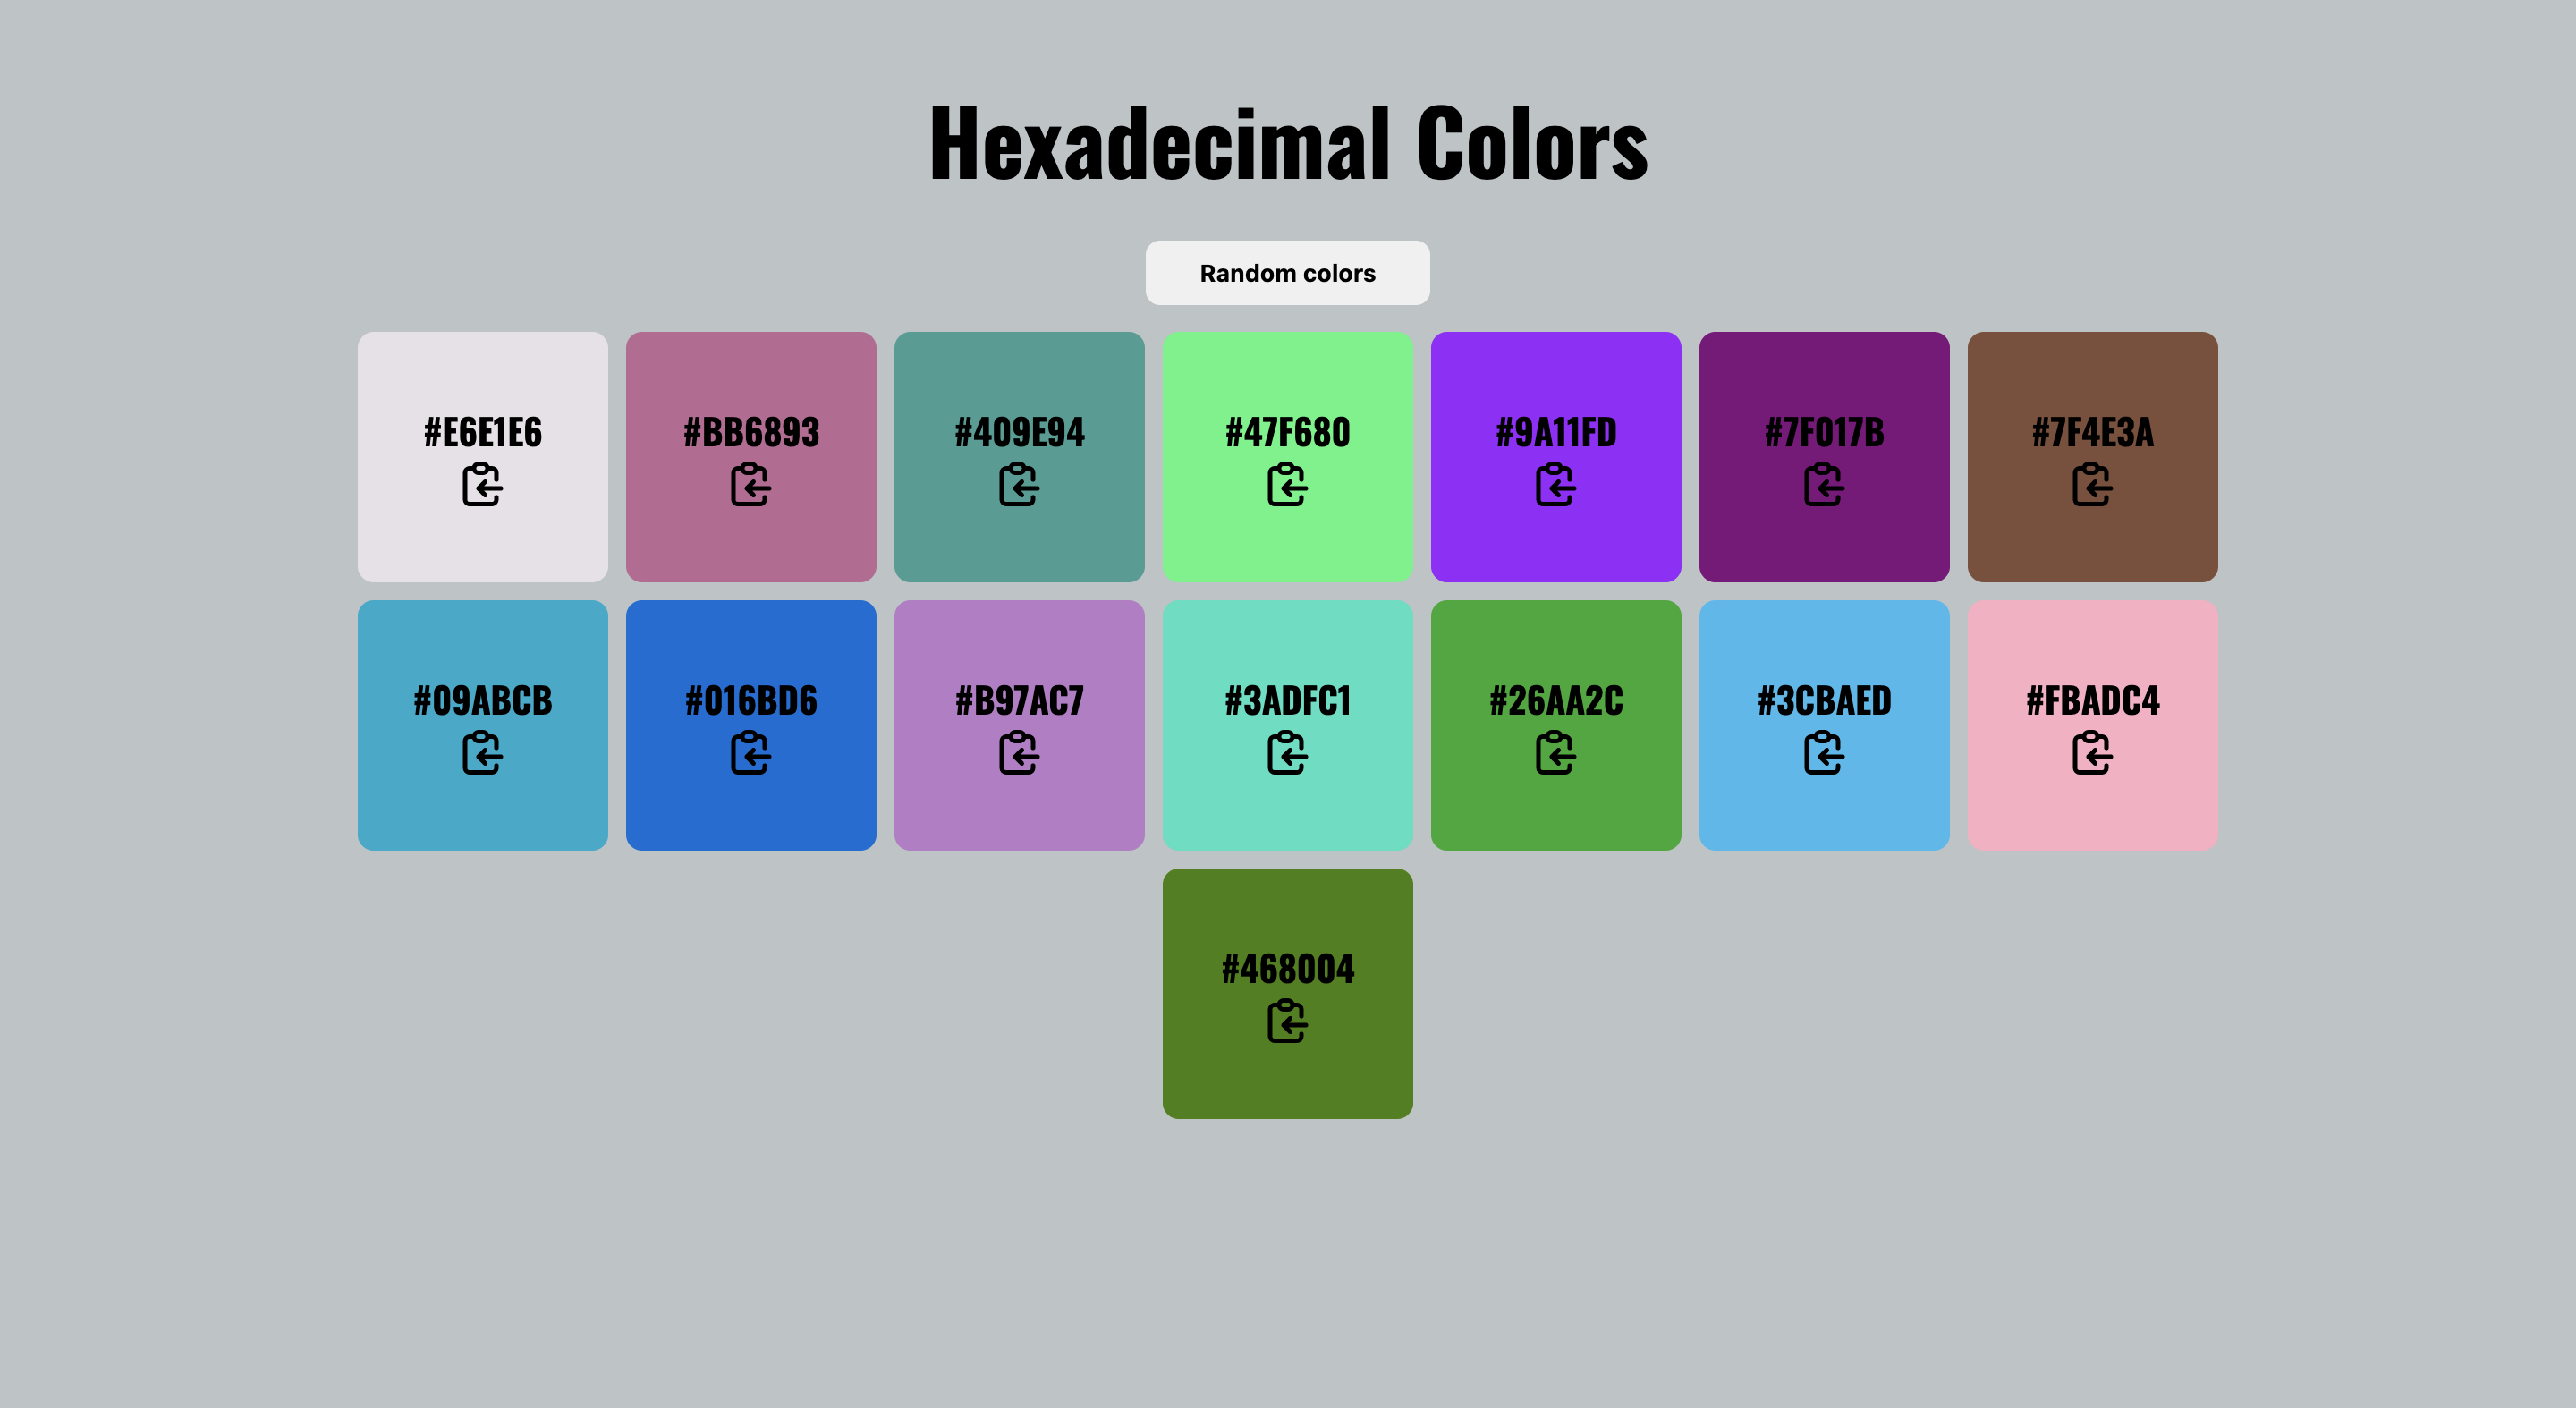 Hexadecimal Colors
Random colors
#E6E1E6
#BB6893
#409E94
#47F680
#9A11FD
#7F017B
#7F4E3A
#09ABCB
#016BD6
#B97AC7
#3ADFC1
#26AA2C
#3CBAED
#FBADC4
#468004